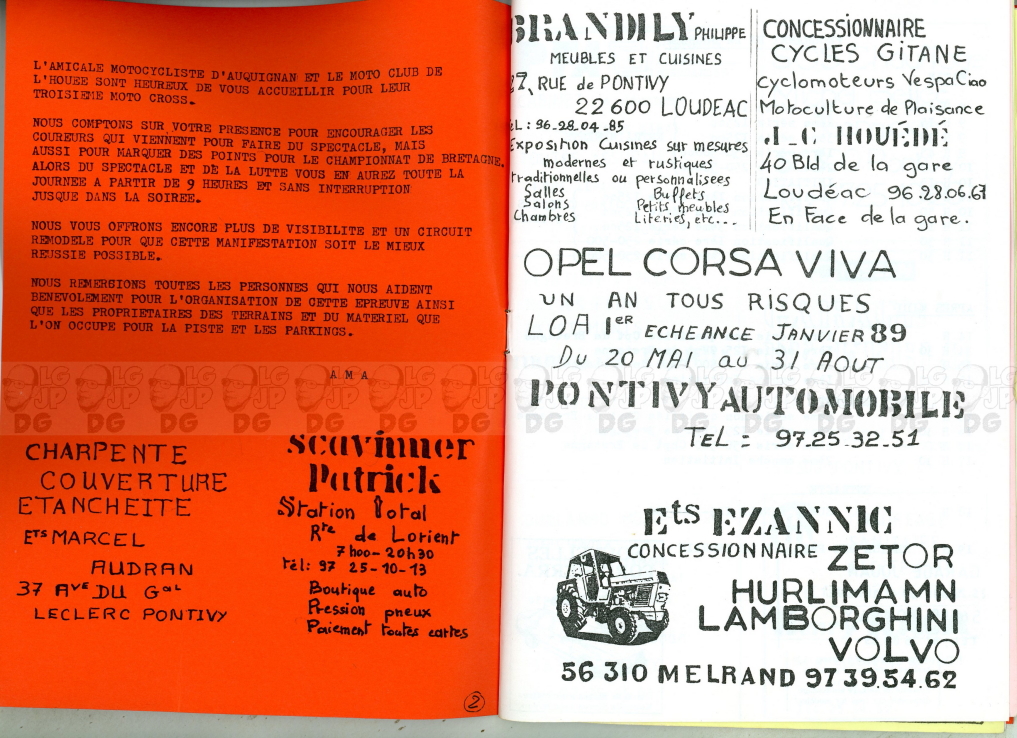 L'AMICALE MOTOCYCLISTE D'AUQUIGNAN ET LE MOTO CLUB DE
L'HOUEE SONT HEUREUX DE VOUS ACCUEILLIR POUR LEUR
TROISIEME MOTO CROSS.
NOUS COMPTONS SUR VOTRE PRESENCE POUR ENCOURAGER LES
COUREURS QUI VIENNENT POUR FAIRE DU SPECTACLE, MAIS
AUSSI POUR MARQUER DES POINTS POUR LE CHAMPIONNAT DE BRETAGNE.
ALORS DU SPECTACLE ET DE LA LUTTE VOUS EN AUREZ TOUTE LA
JOURNEE A PARTIR DE 9 HEURES ET SANS INTERRUPTION
JUSQUE DANS LA SOIREE.
NOUS VOUS OFFRONS ENCORE PLUS DE VISIBILITE ET UN CIRCUIT
REMODELE POUR QUE CETTE MANIFESTATION SOIT LE MIEUX
REUSSIE POSSIBLE.
NOUS REMERGIONS TOUTES LES PERSONNES QUI NOUS AIDENT
BENEVOLEMENT POUR L'ORGANISATION DE CETTE EPREUVE AINSI
QUE LES PROPRIETAIRES DES TERRAINS ET DU MATERIEL QUE
L'ON OCCUPE POUR LA PISTE ET LES PARKINGS.
A M A
CHARPENTE
COUVERTURE
ETANCHEITE
ETS MARCEL
AUDRAN
37 AVE DU GAL
LECLERC PONTIVY
Scavinner
Patrick
Station Total
Rte de Lorient
7h00-20h30
Tél: 97 25-10-13
Boutique auto
Pression pneux
Paiement toutes cartes
2
BRANDILY PHILIPPE
MEUBLES ET CUISINES
27, RUE de PONTIVY
22600 LOUDEAC
TEL: 96-28.04-85
Exposition Cuisines sur mesures
modernes et rustiques
traditionnelles ou personnalisees
Salles Buffets
Salons Petits meubles
Chambres Literies, etc...
CONCESSIONNAIRE
CYCLES GITANE
Cyclomoteurs Vespa Ciao
Motoculture de Plaisance
J_C HOUÉDÉ
40 Bld de la gare
Loudéac 96.28.06.67
En Face de la gare.
OPEL CORSA VIVA
UN AN TOUS RISQUES
LOA 1ER ECHEANCE JANVIER 89
DU 20 MAI au 31 AOUT
PONTIVY AUTOMOBILE
TEL: 97.25.32.51
Ets EZANNIC
CONCESSIONNAIRE ZETOR
HURLIMAMN
LAMBORGHINI
VOLVO
56 310 MELRAND 97 39.54.62
LG JP DG